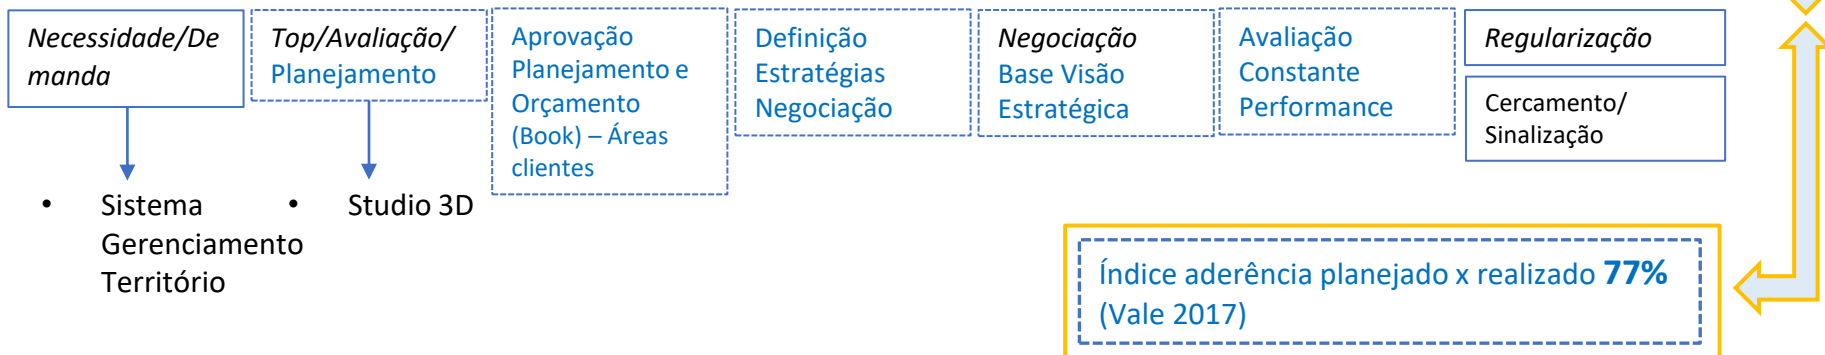 Necessidade/De
manda
Top/Avaliação/
Planejamento
Aprovação
Planejamento e
Orçamento
(Book) – Áreas
clientes
Definição
Estratégias
Negociação
Negociação
Base Visão
Estratégica
Avaliação
Constante
Performance
Regularização
Cercamento/
Sinalização
• Sistema
Gerenciamento
Território
• Studio 3D
Índice aderência planejado x realizado 77%
(Vale 2017)